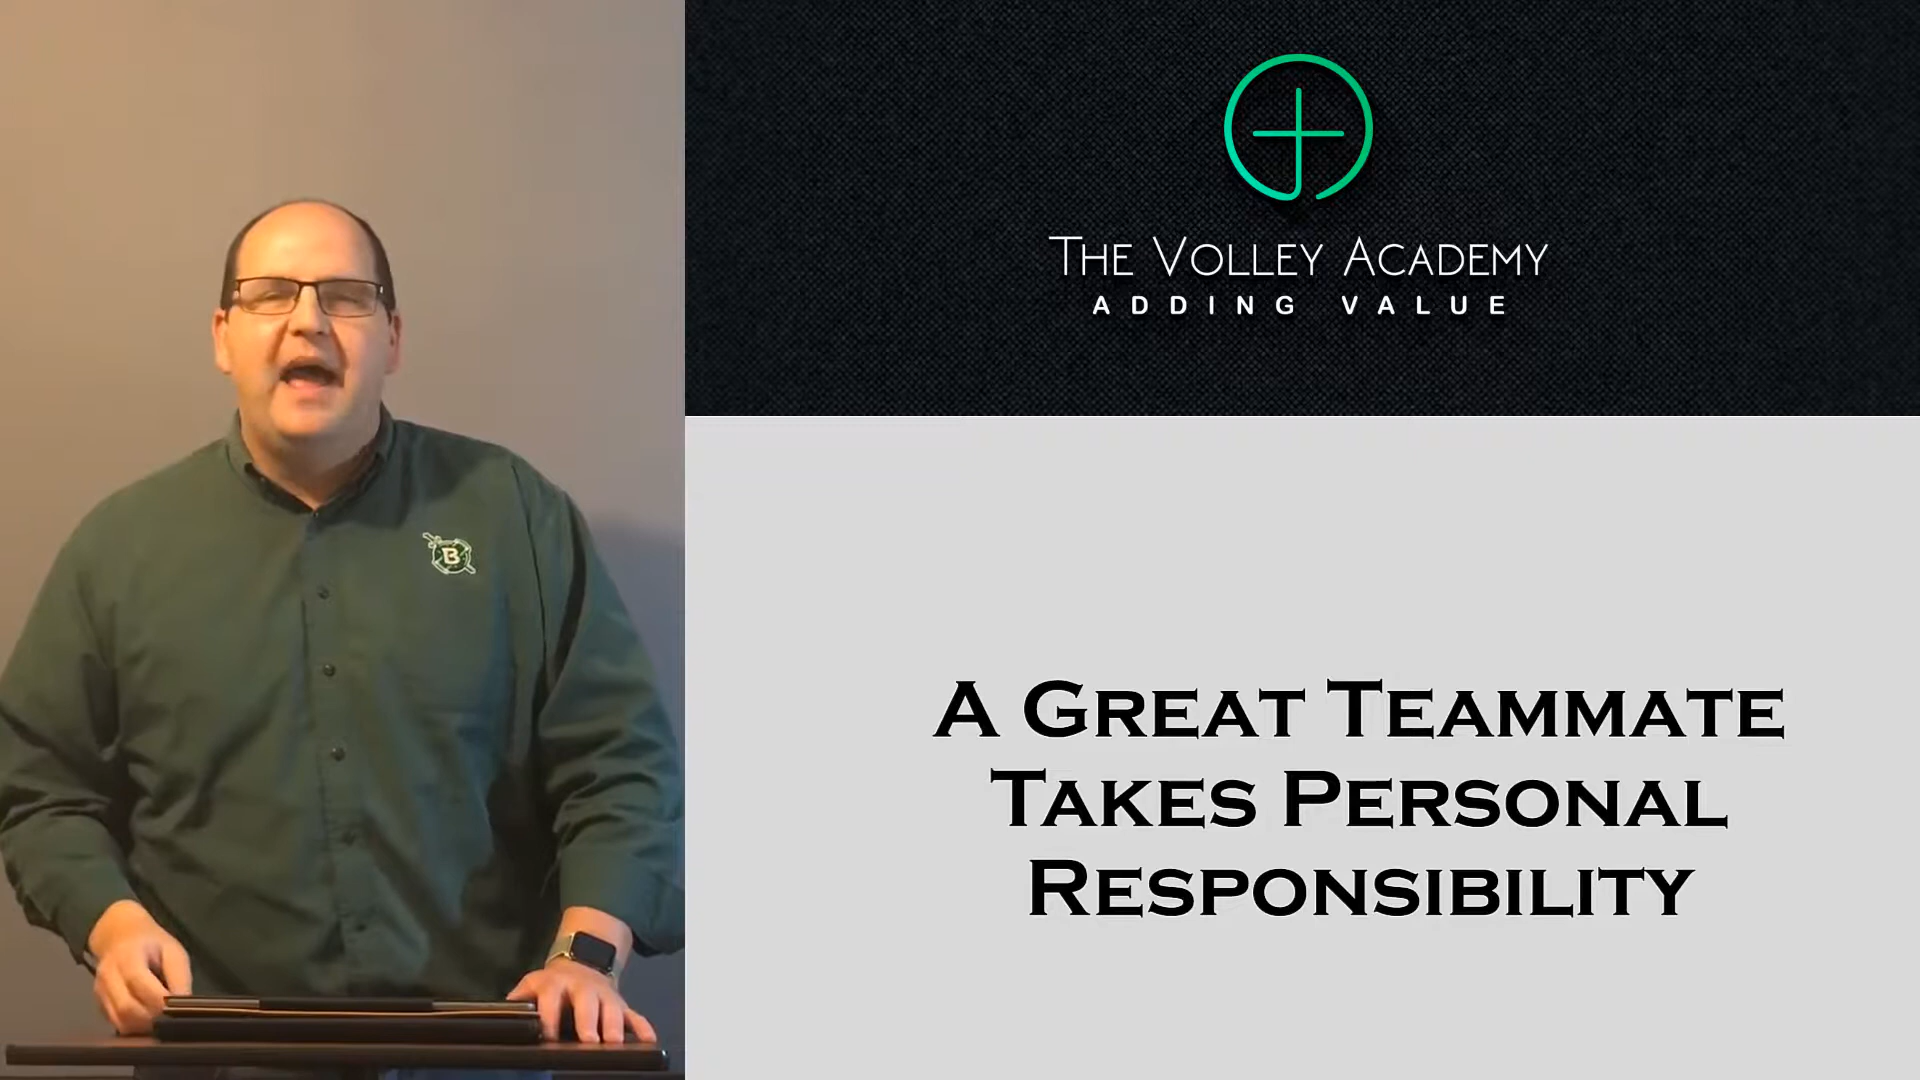 B
The Volley Academy
ADDING VALUE
A Great Teammate
Takes Personal
Responsibility